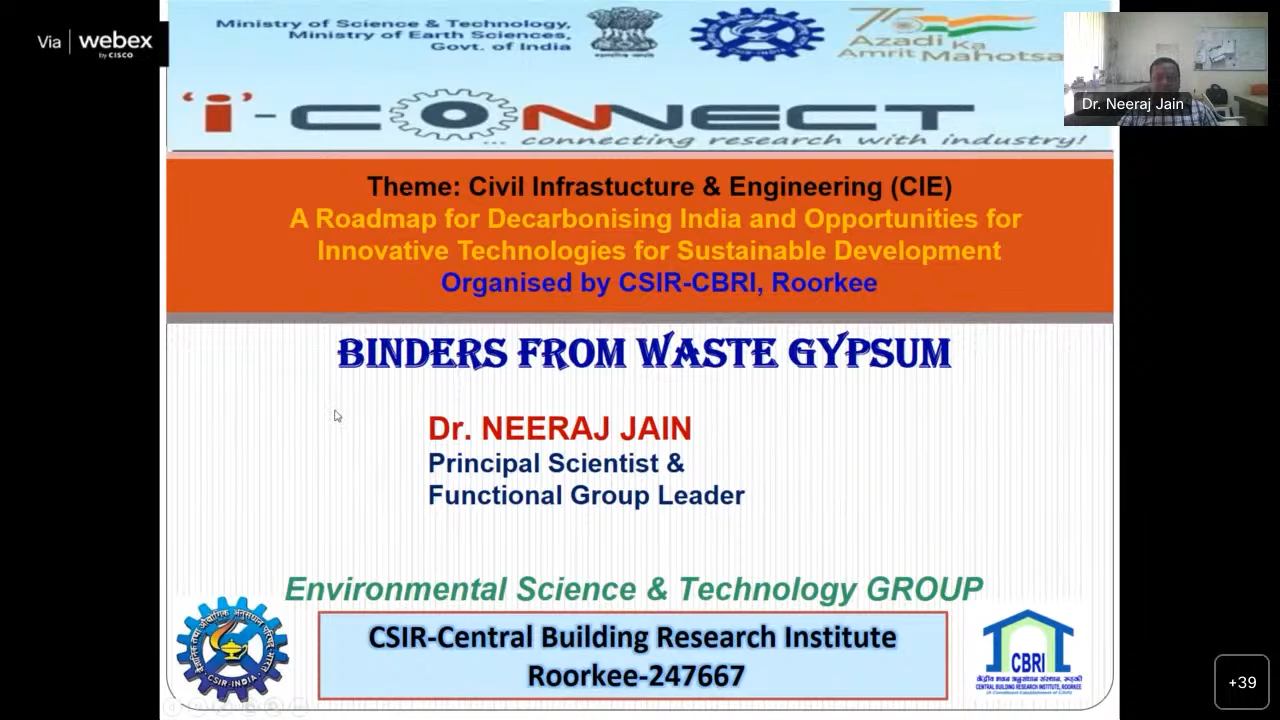 Via webex
by CISCO
Ministry of Science & Technology,
Ministry of Earth Sciences,
Govt. of India
75
Azadi Ka
Amrit Mahotsa
Dr. Neeraj Jain
'i'-CONNECT
... connecting research with industry!
Theme: Civil Infrastucture & Engineering (CIE)
A Roadmap for Decarbonising India and Opportunities for
Innovative Technologies for Sustainable Development
Organised by CSIR-CBRI, Roorkee
BINDERS FROM WASTE GYPSUM
Dr. NEERAJ JAIN
Principal Scientist &
Functional Group Leader
Environmental Science & Technology GROUP
CSIR-Central Building Research Institute
Roorkee-247667
CSIR-INDIA
CBRI
केंद्रीय भवन अनुसंधान संस्थान, रूड़की
CENTRAL BUILDING RESEARCH INSTITUTE, ROORKEE
+39